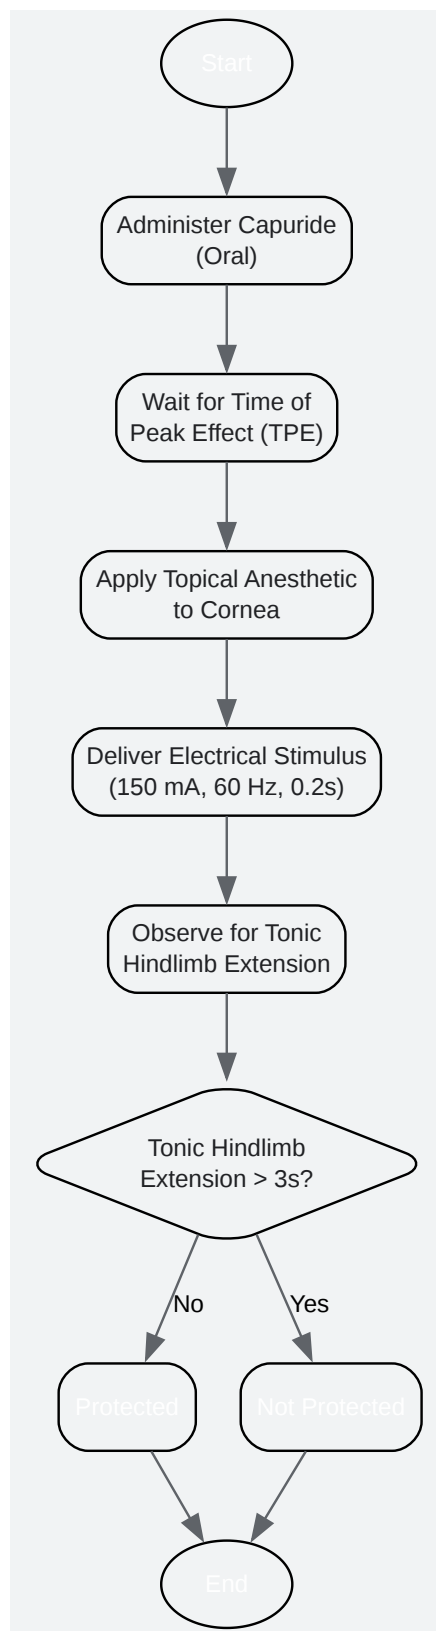 Start
Administer Capuride
(Oral)
Wait for Time of
Peak Effect (TPE)
Apply Topical Anesthetic
to Cornea
Deliver Electrical Stimulus
(150 mA, 60 Hz, 0.2s)
Observe for Tonic
Hindlimb Extension
Tonic Hindlimb
Extension > 3s?
No
Yes
Protected
Not Protected
End